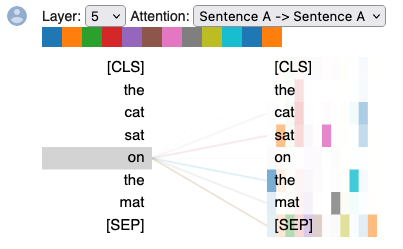 Layer: 5 Attention: Sentence A -> Sentence A
[CLS] [CLS]
the the
cat cat
sat sat
on on
the the
mat mat
[SEP] [SEP]